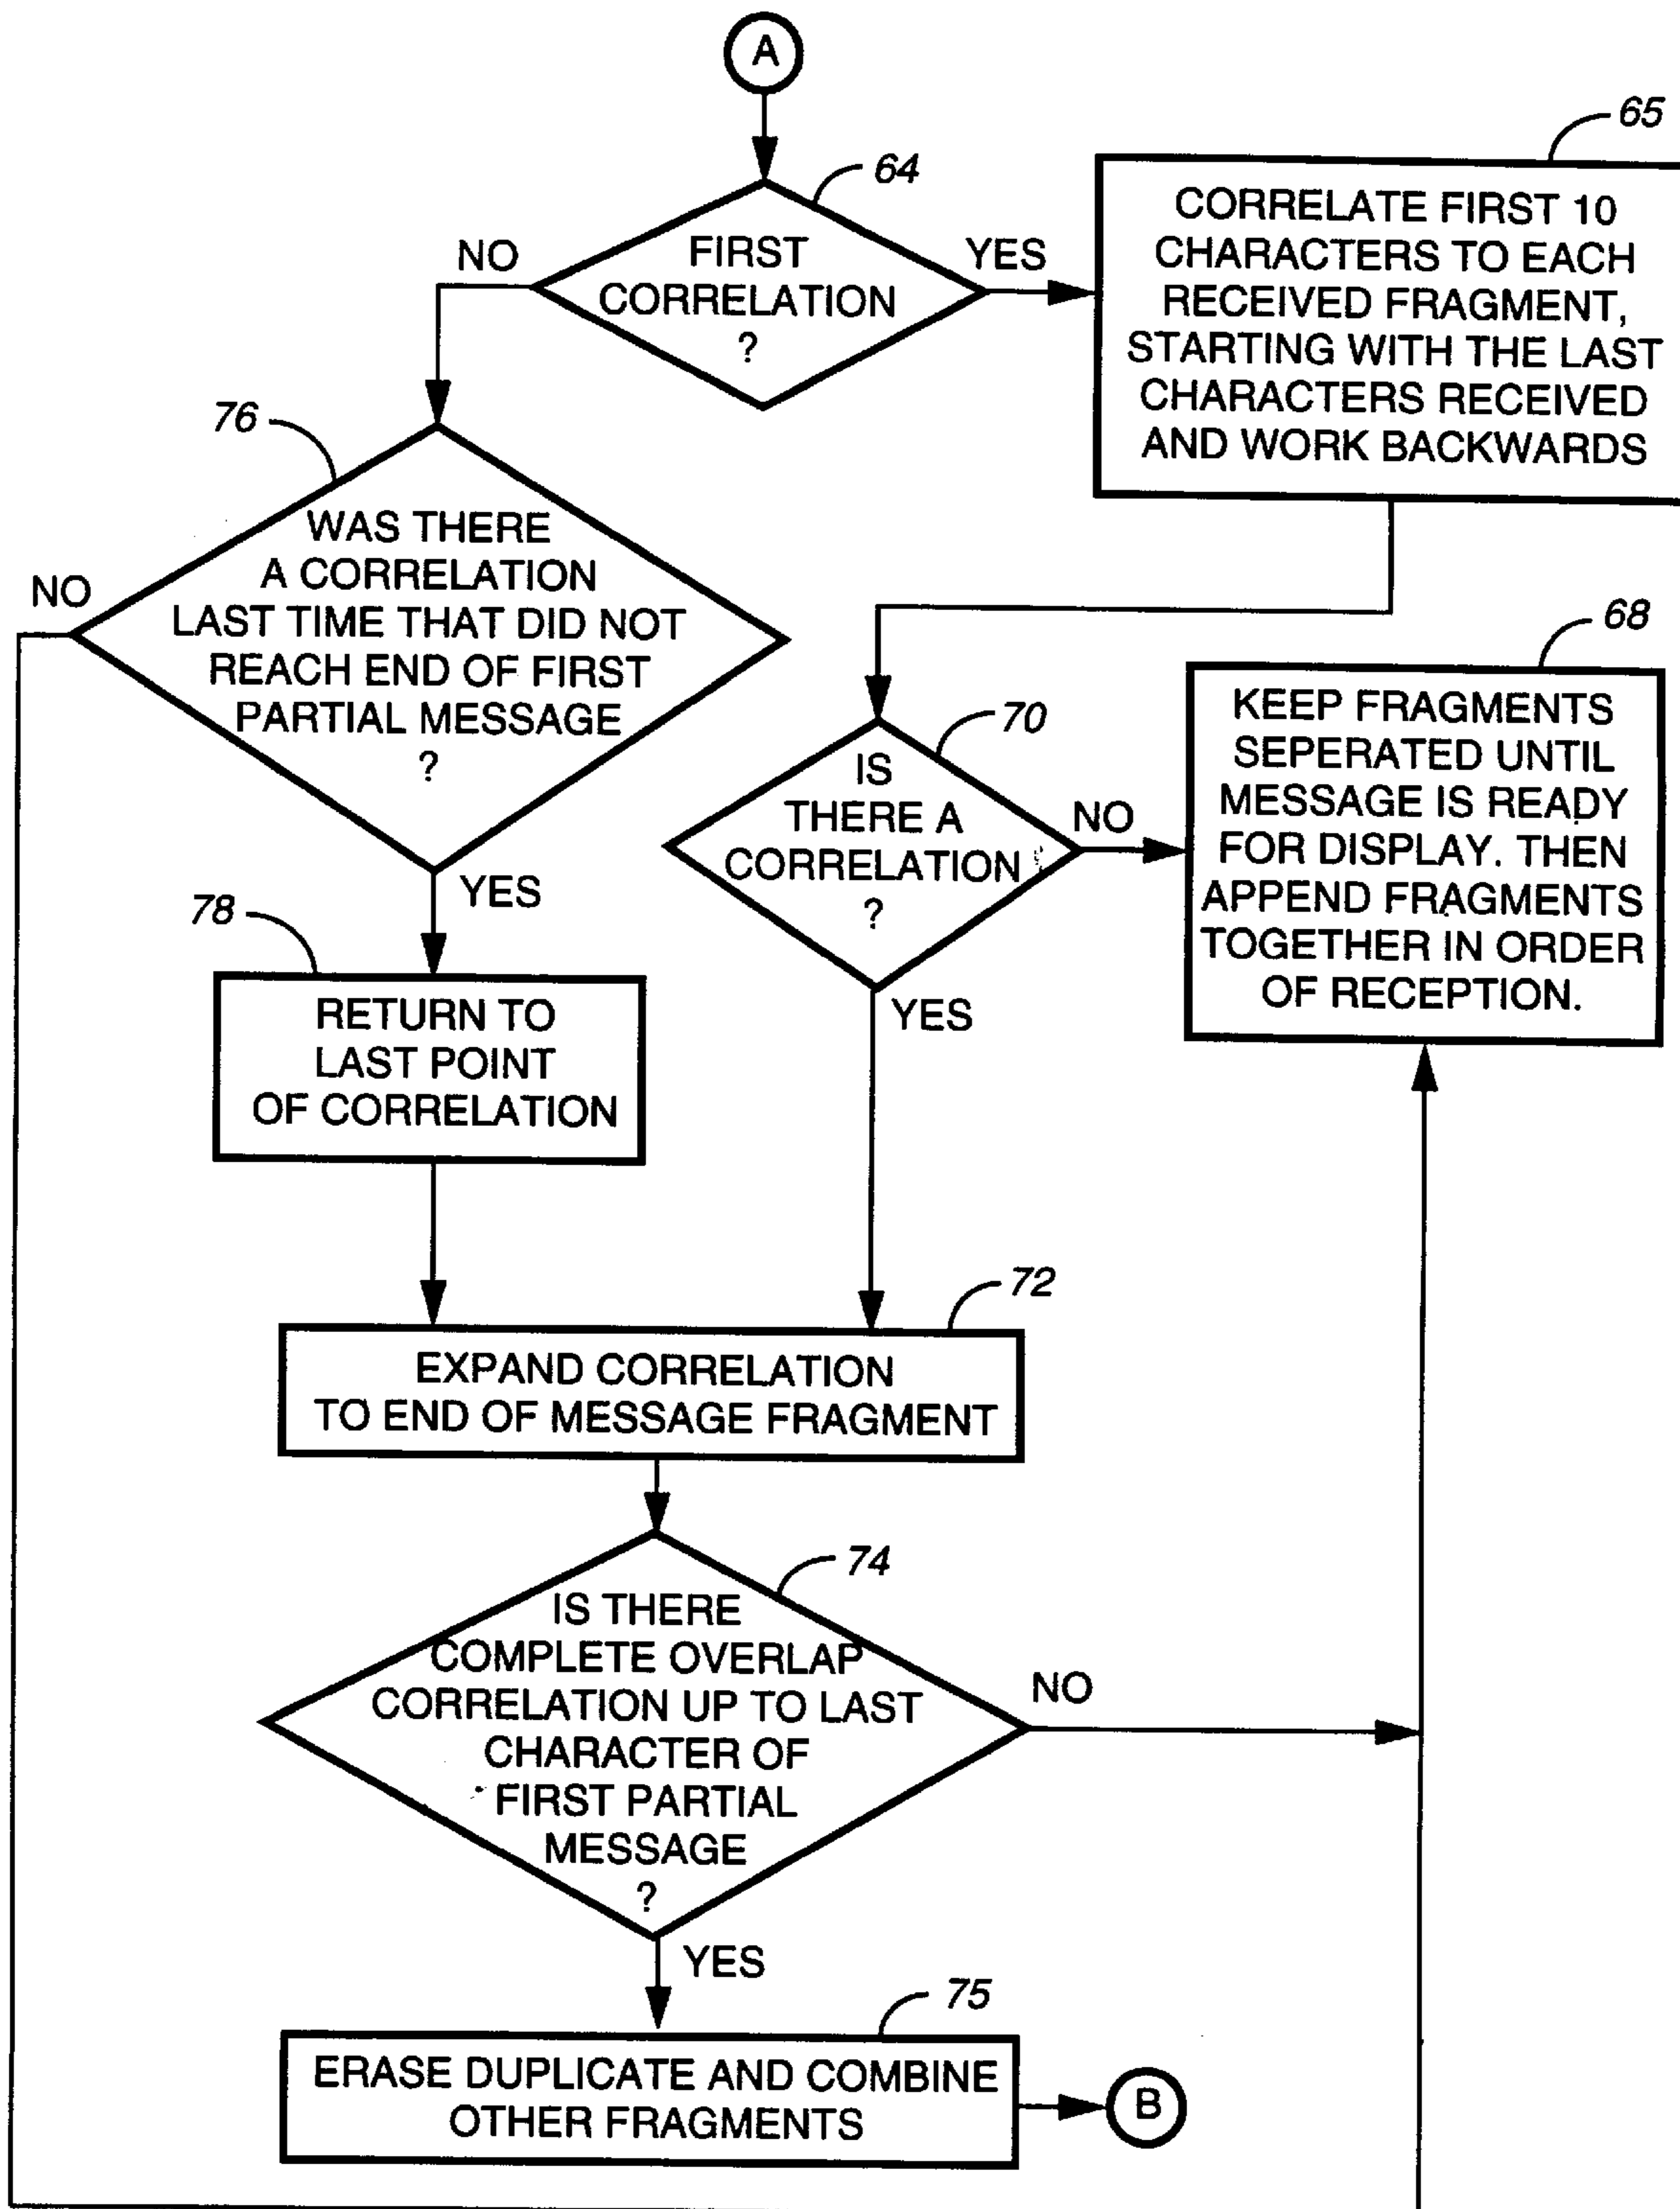 A
64
FIRST
CORRELATION
?
NO
YES
65
CORRELATE FIRST 10
CHARACTERS TO EACH
RECEIVED FRAGMENT,
STARTING WITH THE LAST
CHARACTERS RECEIVED
AND WORK BACKWARDS
76
WAS THERE
A CORRELATION
LAST TIME THAT DID NOT
REACH END OF FIRST
PARTIAL MESSAGE
?
NO
YES
70
IS
THERE A
CORRELATION
?
NO
YES
68
KEEP FRAGMENTS
SEPERATED UNTIL
MESSAGE IS READY
FOR DISPLAY. THEN
APPEND FRAGMENTS
TOGETHER IN ORDER
OF RECEPTION.
78
RETURN TO
LAST POINT
OF CORRELATION
72
EXPAND CORRELATION
TO END OF MESSAGE FRAGMENT
74
IS THERE
COMPLETE OVERLAP
CORRELATION UP TO LAST
CHARACTER OF
FIRST PARTIAL
MESSAGE
?
NO
YES
75
ERASE DUPLICATE AND COMBINE
OTHER FRAGMENTS
B